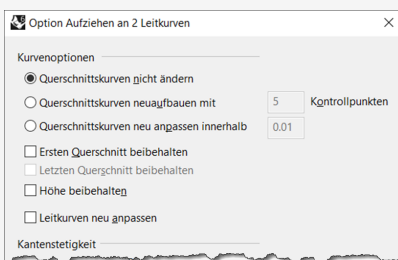 Option Aufziehen an 2 Leitkurven
Kurvenoptionen
Querschnittskurven nicht ändern
Querschnittskurven neuaufbauen mit 5 Kontrollpunkten
Querschnittskurven neu anpassen innerhalb 0.01
Ersten Querschnitt beibehalten
Letzten Querschnitt beibehalten
Höhe beibehalten
Leitkurven neu anpassen
Kantenstetigkeit